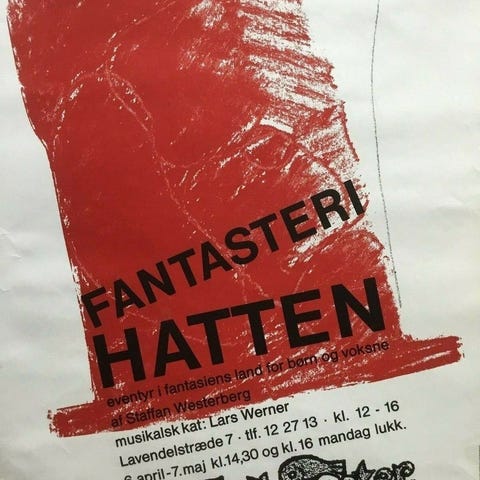 FANTASTERI
HATTEN
eventyr i fantasiens land for børn og voksne
af Staffan Westerberg
musikalsk kat: Lars Werner
Lavendelstræde 7 · tlf. 12 27 13 · kl. 12 - 16
6.april-7.maj kl.14,30 og kl.16 mandag lukk.